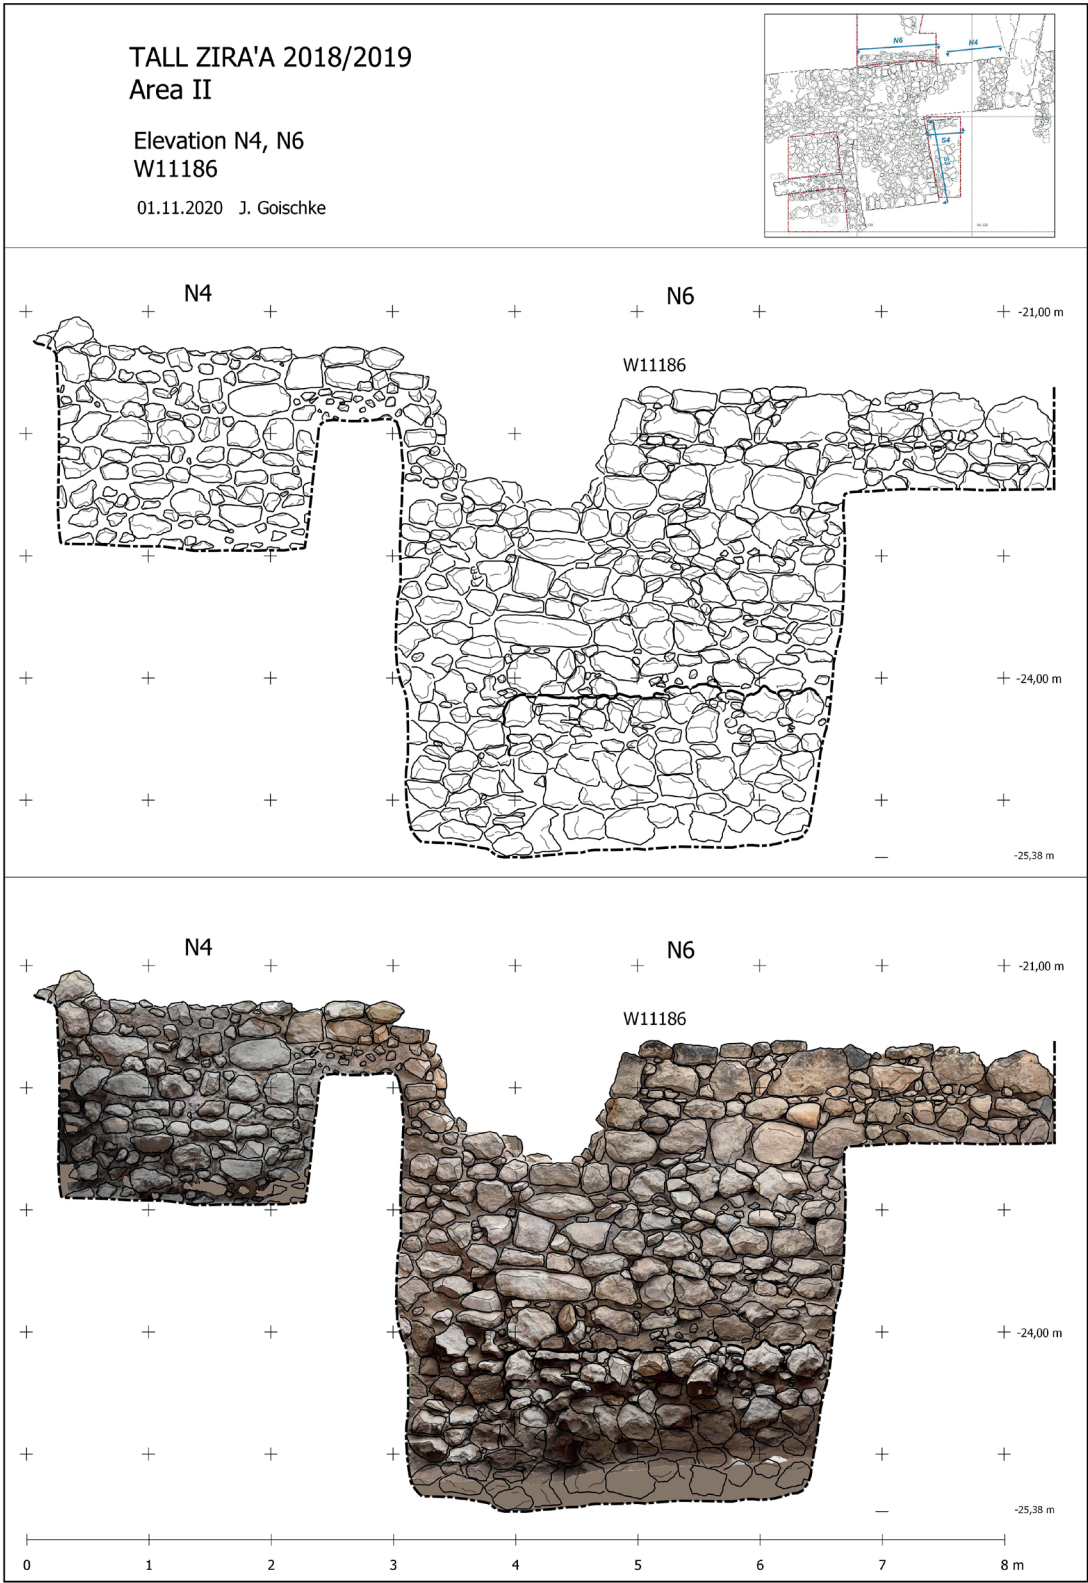 TALL ZIRA'A 2018/2019
Area II
Elevation N4, N6
W11186
01.11.2020 J. Goischke
N6
N4
S4
S3
N4
N6
-21,00 m
W11186
-24,00 m
-25,38 m
N4
N6
-21,00 m
W11186
-24,00 m
-25,38 m
0 1 2 3 4 5 6 7 8 m